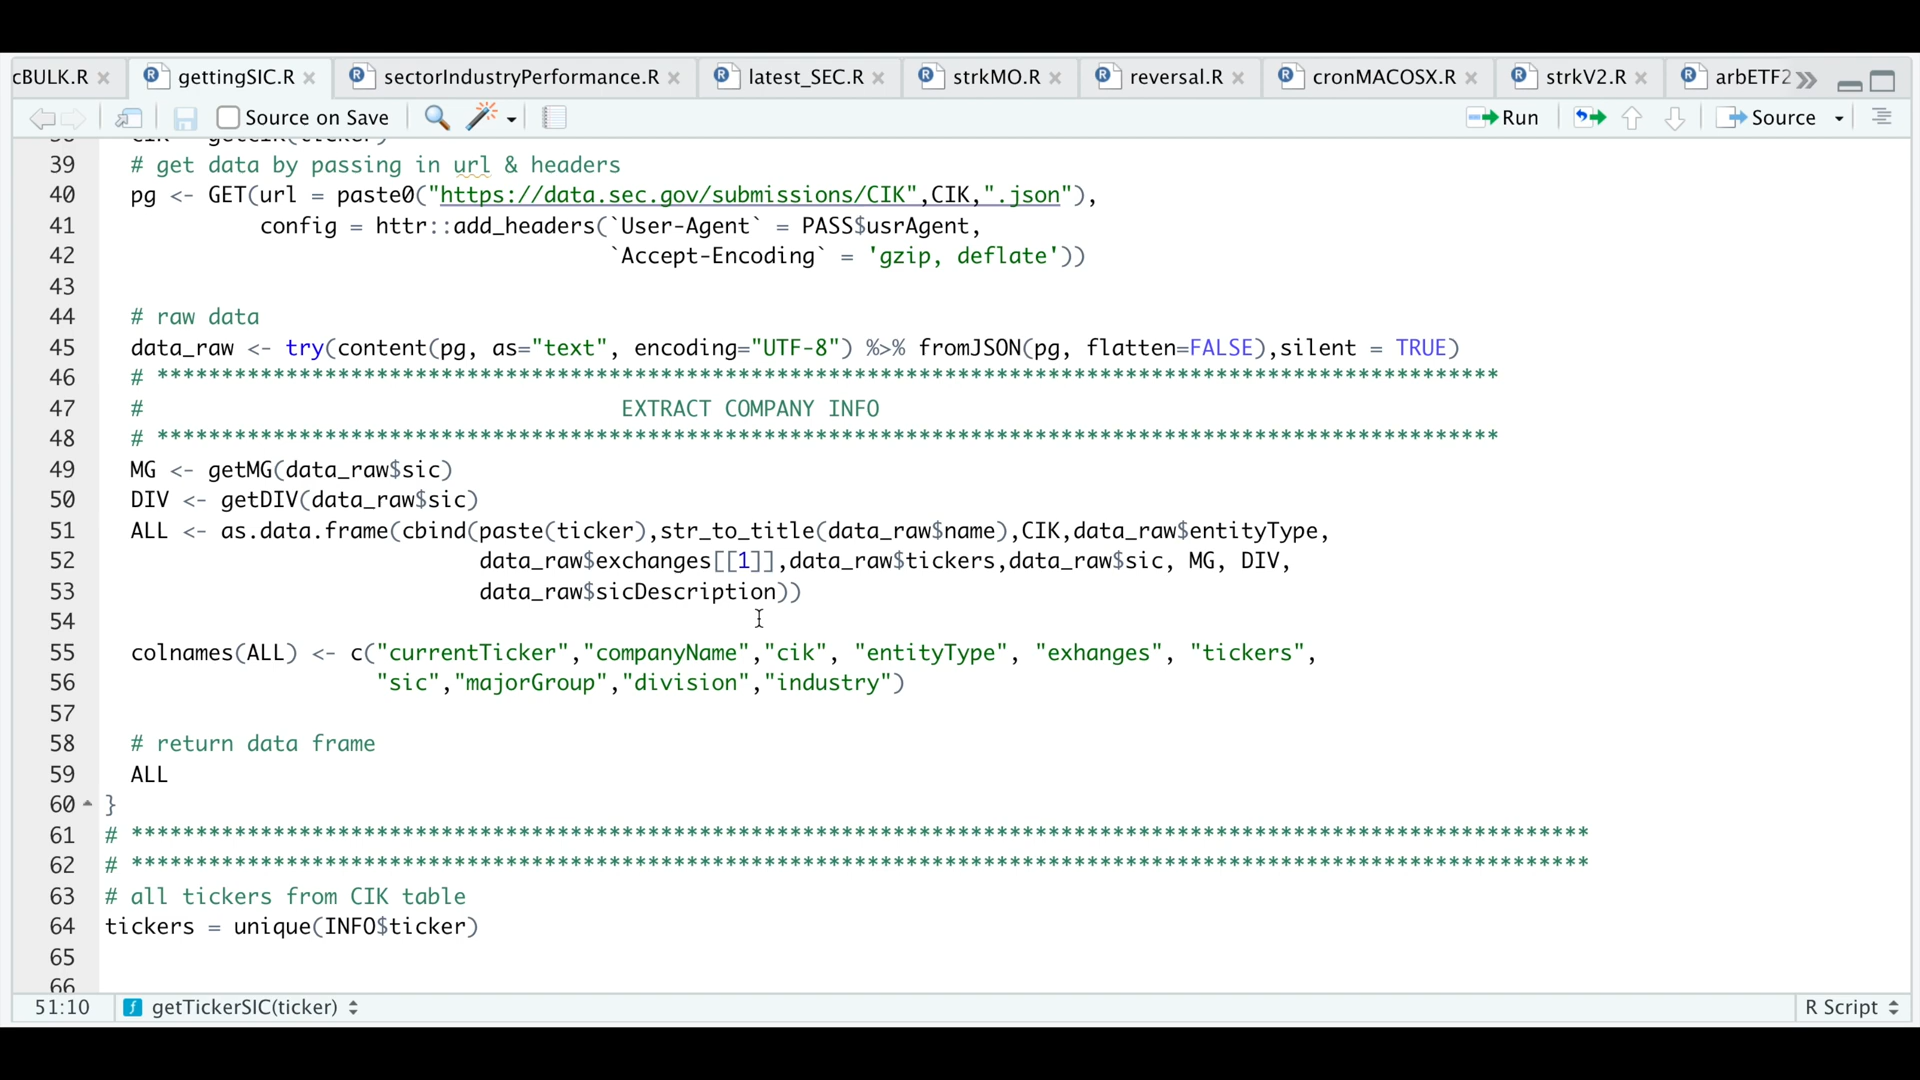 cBULK.R gettingSIC.R sectorIndustryPerformance.R latest_SEC.R strkMO.R reversal.R cronMACOSX.R strkV2.R arbETF2
Source on Save Run Source
39 # get data by passing in url & headers
40 pg <- GET(url = paste0("https://data.sec.gov/submissions/CIK",CIK,".json"),
41 config = httr::add_headers(`User-Agent` = PASS$usrAgent,
42 `Accept-Encoding` = 'gzip, deflate'))
43
44 # raw data
45 data_raw <- try(content(pg, as="text", encoding="UTF-8") %>% fromJSON(pg, flatten=FALSE),silent = TRUE)
46 # ********************************************************************************************************
47 # EXTRACT COMPANY INFO
48 # ********************************************************************************************************
49 MG <- getMG(data_raw$sic)
50 DIV <- getDIV(data_raw$sic)
51 ALL <- as.data.frame(cbind(paste(ticker),str_to_title(data_raw$name),CIK,data_raw$entityType,
52 data_raw$exchanges[[1]],data_raw$tickers,data_raw$sic, MG, DIV,
53 data_raw$sicDescription))
54
55 colnames(ALL) <- c("currentTicker","companyName","cik", "entityType", "exhanges", "tickers",
56 "sic","majorGroup","division","industry")
57
58 # return data frame
59 ALL
60 }
61 # *****************************************************************************************************************
62 # *****************************************************************************************************************
63 # all tickers from CIK table
64 tickers = unique(INFO$ticker)
65
66
51:10 getTickerSIC(ticker) R Script